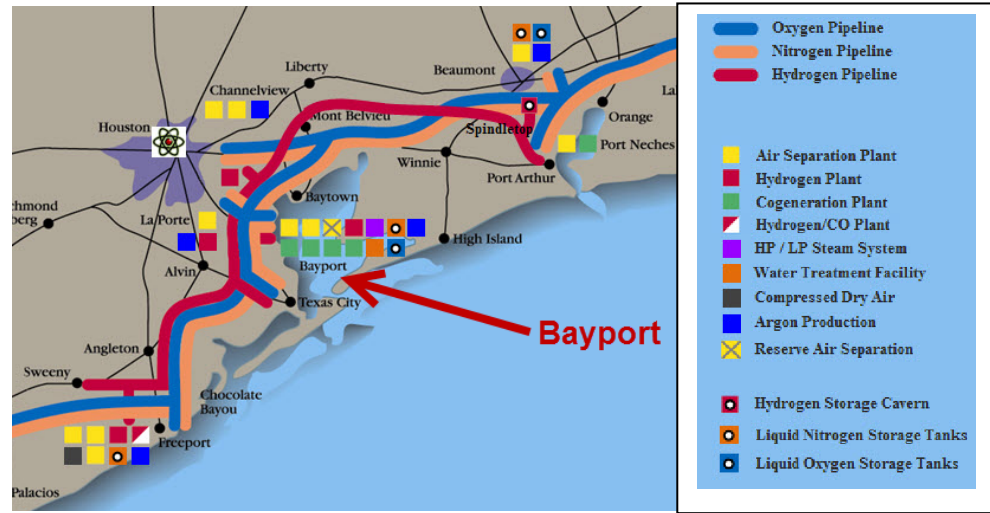 Beaumont
Liberty
Channelview
Orange
La
Houston
Mont Belvieu
Spindletop
Port Neches
Winnie
Port Arthur
Baytown
chmond
erg
La Porte
High Island
Bayport
Alvin
Texas City
Bayport
Angleton
Sweeny
Chocolate
Bayou
Freeport
Palacios
Oxygen Pipeline
Nitrogen Pipeline
Hydrogen Pipeline
Air Separation Plant
Hydrogen Plant
Cogeneration Plant
Hydrogen/CO Plant
HP / LP Steam System
Water Treatment Facility
Compressed Dry Air
Argon Production
Reserve Air Separation
Hydrogen Storage Cavern
Liquid Nitrogen Storage Tanks
Liquid Oxygen Storage Tanks